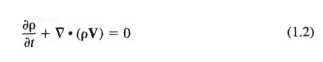 ∂ρ/∂t + ∇ • (ρV) = 0 (1.2)